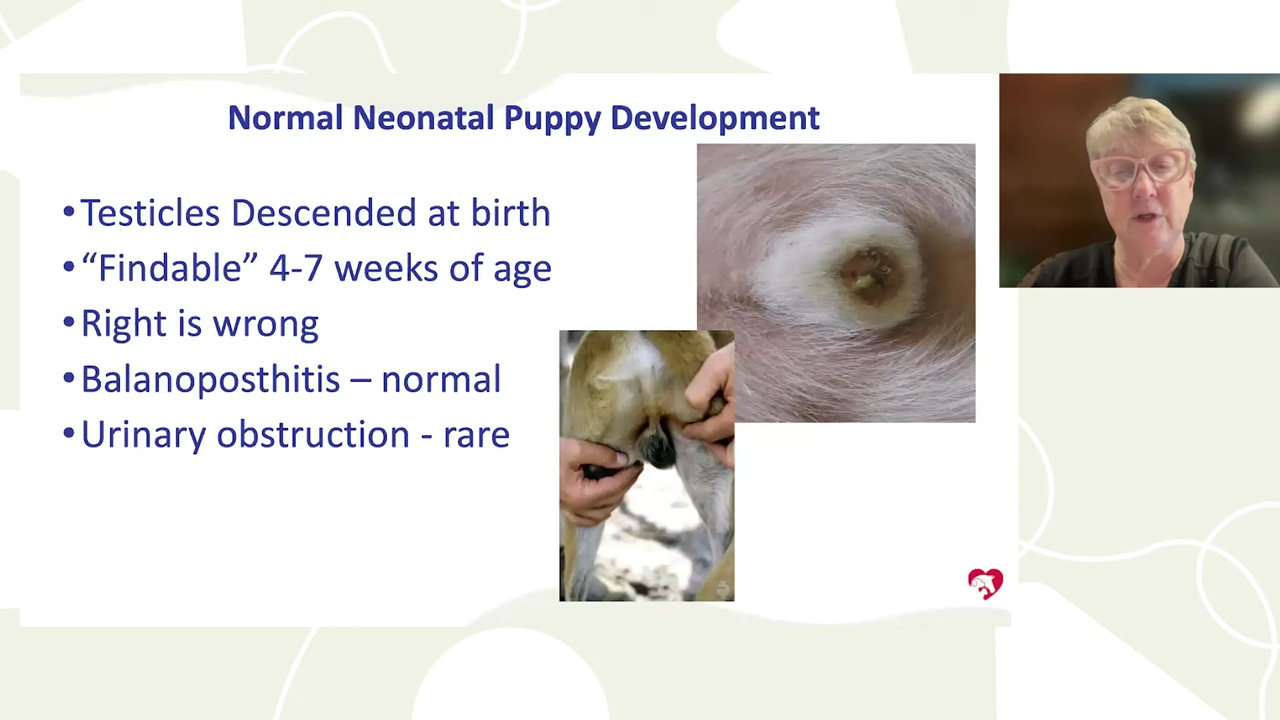 Normal Neonatal Puppy Development
•Testicles Descended at birth
•“Findable” 4-7 weeks of age
•Right is wrong
•Balanoposthitis – normal
•Urinary obstruction - rare